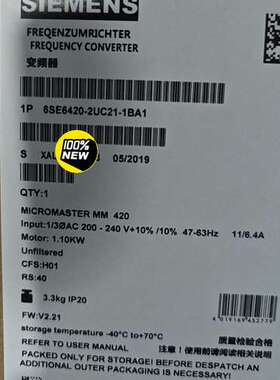 SIEMENS
FREQENZUMRICHTER
FREQUENCY CONVERTER
变频器
1P 6SE6420-2UC21-1BA1
S XAU 05/2019
100%
NEW
QTY:1
MICROMASTER MM 420
Input:1/3ØAC 200 - 240 V+10% /10% 47-63Hz 11/6.4A
Motor: 1.10KW
Unfiltered
CFS:H01
RS:40
3.3kg IP20
FW:V2.21
storage temperature -40°C to+70°C
REFER TO USER MANUAL
质量检验合格
注意！使用前请阅读相关说明
PACKED ONLY FOR STORAGE! BEFORE DESPATCH AN
ADDITIONAL OUTER PACKAGING IS NECESSARY!